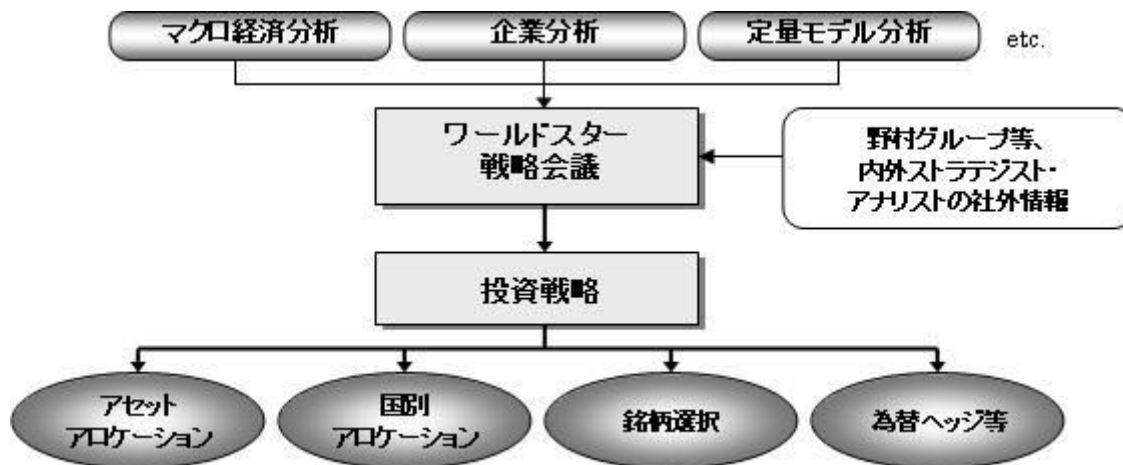 マクロ経済分析
企業分析
定量モデル分析
etc.
ワールドスター
戦略会議
野村グループ等、
内外ストラテジスト・
アナリストの社外情報
投資戦略
アセット
アロケーション
国別
アロケーション
銘柄選択
為替ヘッジ等